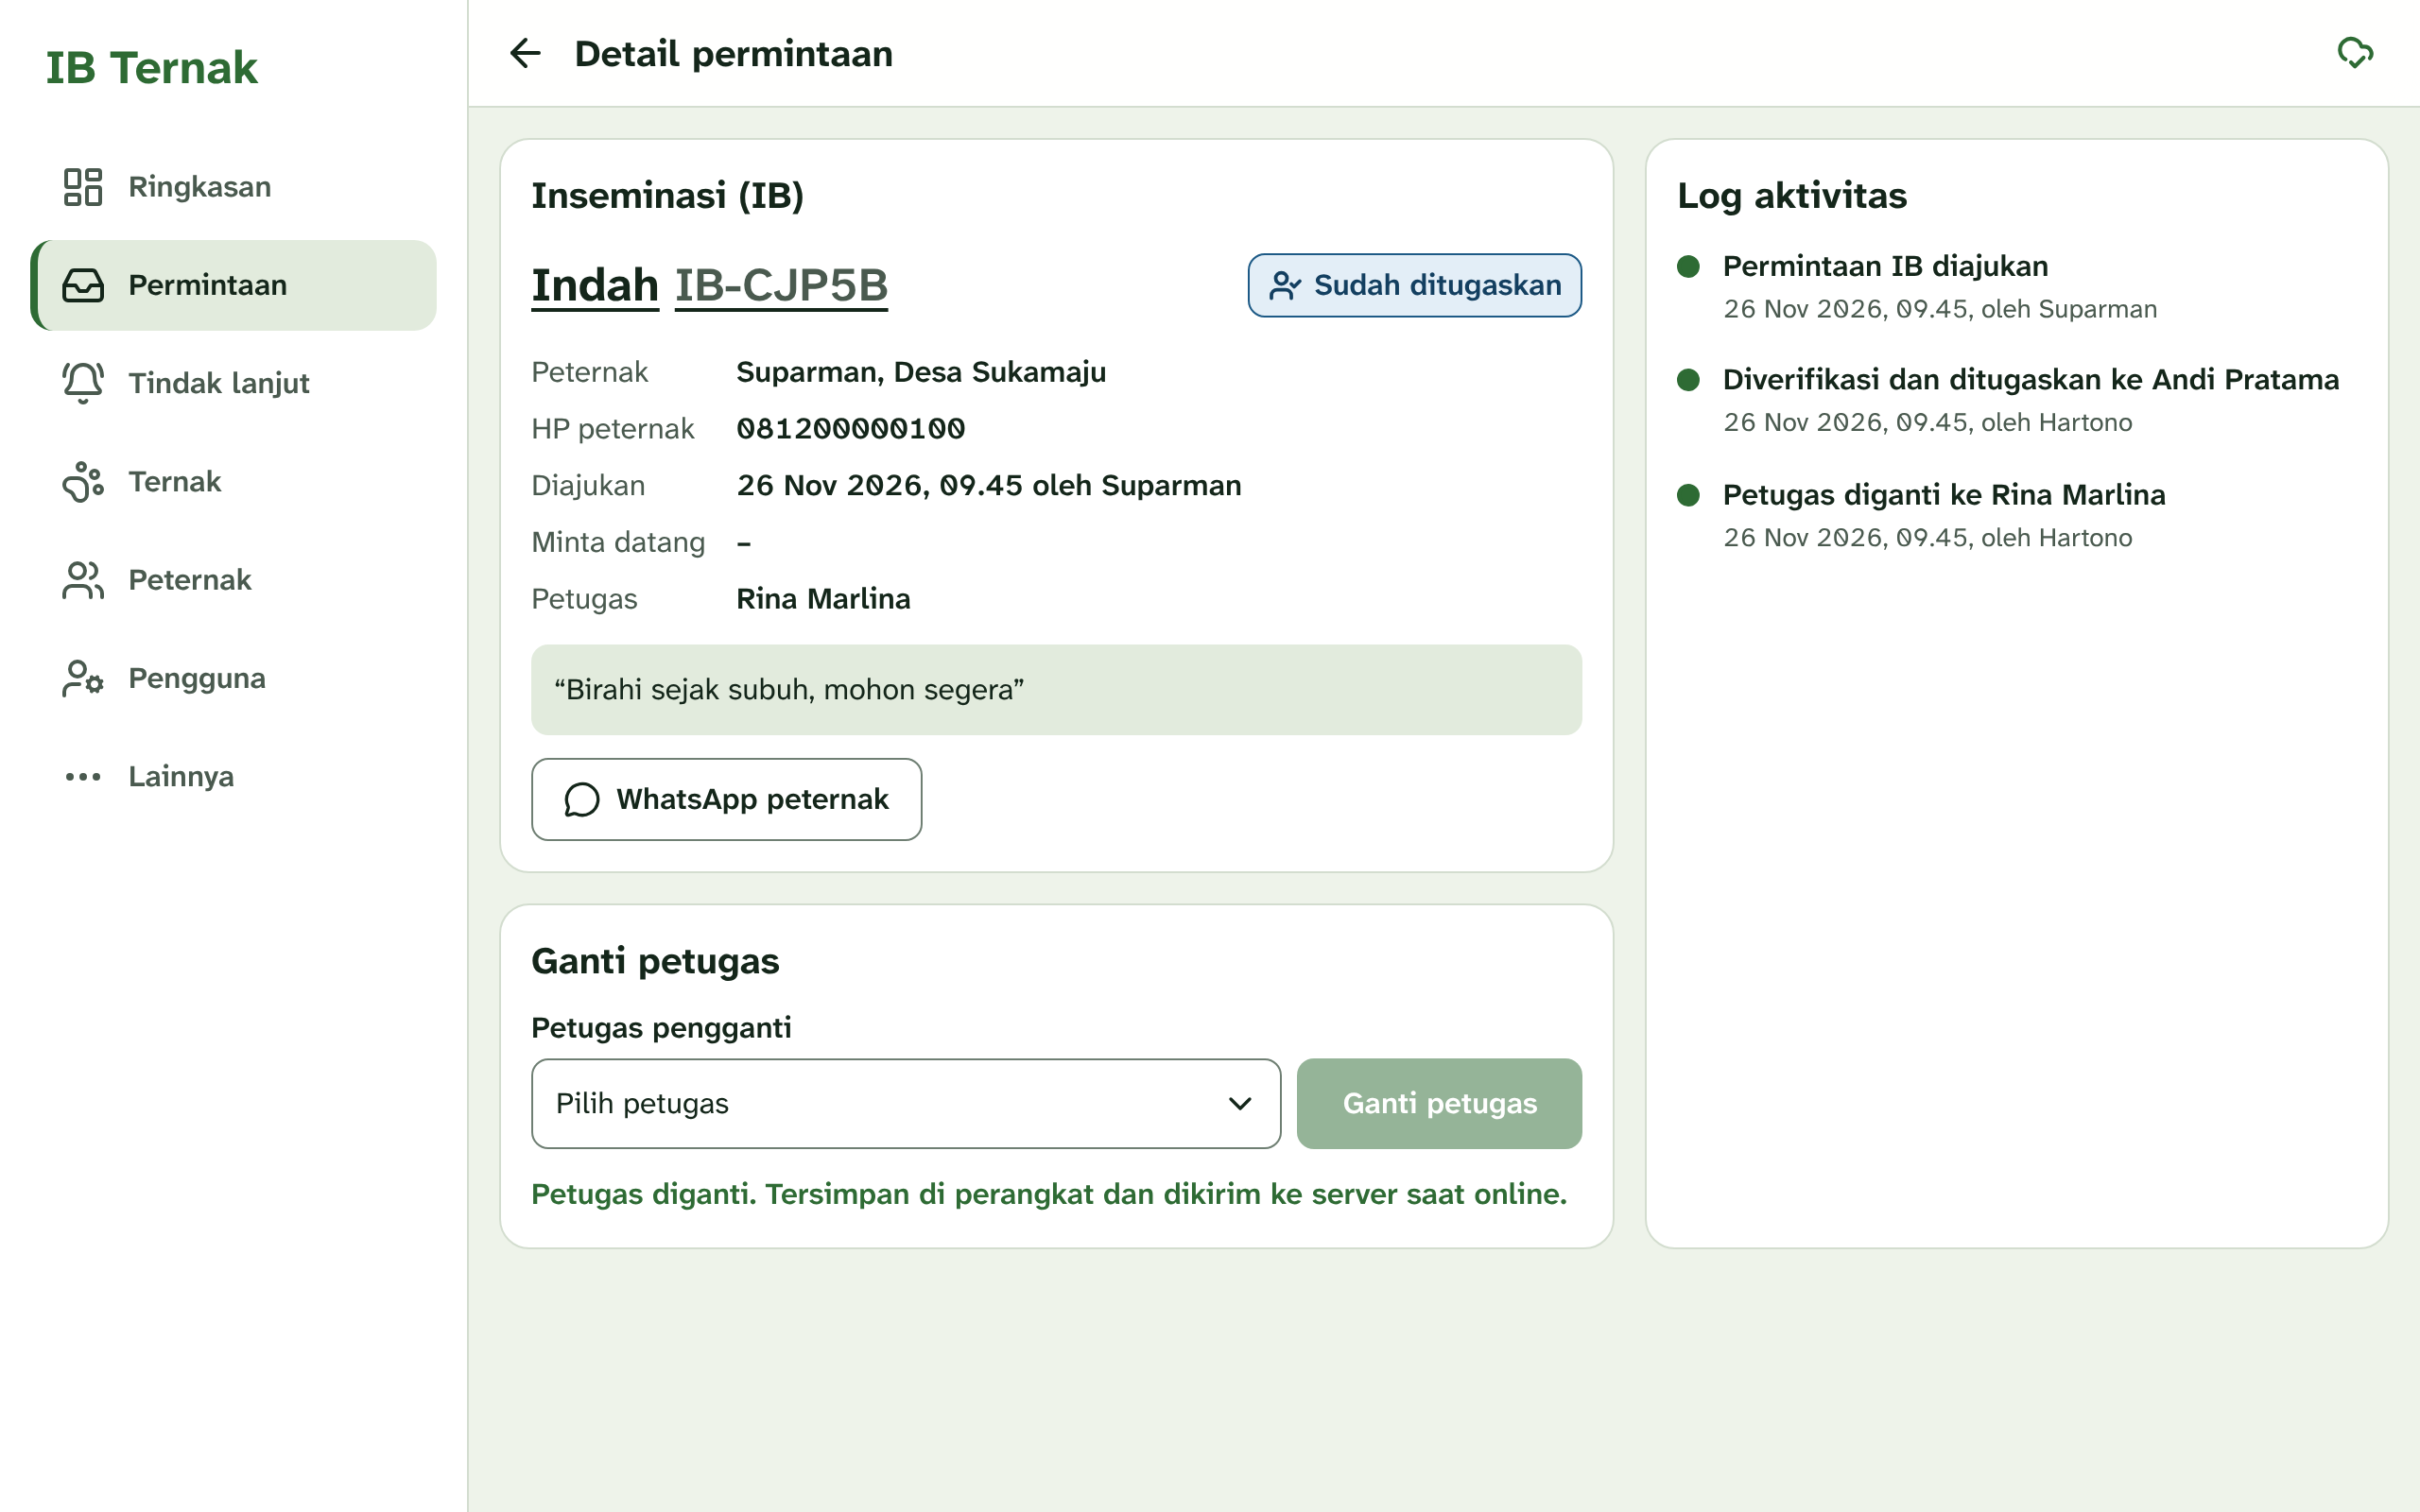 IB Ternak
Ringkasan
Permintaan
Tindak lanjut
Ternak
Peternak
Pengguna
Lainnya
Detail permintaan
Inseminasi (IB)
Indah IB-CJP5B
Sudah ditugaskan
Peternak Suparman, Desa Sukamaju
HP peternak 081200000100
Diajukan 26 Nov 2026, 09.45 oleh Suparman
Minta datang –
Petugas Rina Marlina
“Birahi sejak subuh, mohon segera”
WhatsApp peternak
Ganti petugas
Petugas pengganti
Pilih petugas
Ganti petugas
Petugas diganti. Tersimpan di perangkat dan dikirim ke server saat online.
Log aktivitas
Permintaan IB diajukan
26 Nov 2026, 09.45, oleh Suparman
Diverifikasi dan ditugaskan ke Andi Pratama
26 Nov 2026, 09.45, oleh Hartono
Petugas diganti ke Rina Marlina
26 Nov 2026, 09.45, oleh Hartono